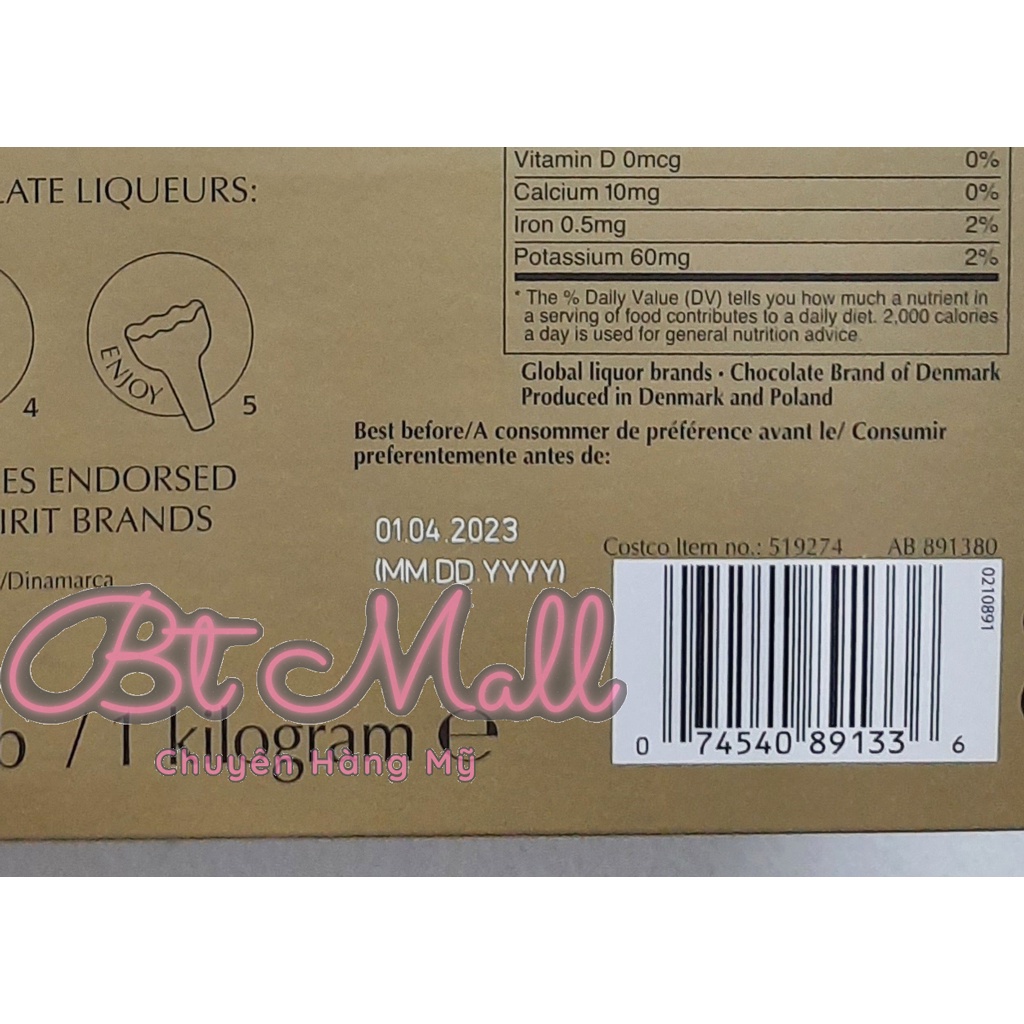 LATE LIQUEURS:
ENJOY
4
5
ES ENDORSED
IRIT BRANDS
/Dinamarca
Vitamin D 0mcg 0%
Calcium 10mg 0%
Iron 0.5mg 2%
Potassium 60mg 2%
* The % Daily Value (DV) tells you how much a nutrient in
a serving of food contributes to a daily diet. 2,000 calories
a day is used for general nutrition advice.
Global liquor brands · Chocolate Brand of Denmark
Produced in Denmark and Poland
Best before/A consommer de préférence avant le/ Consumir
preferentemente antes de:
01.04.2023
(MM.DD.YYYY)
Costco Item no.: 519274 AB 891380
0210891
0 74540 89133 6
Bt Mall
b / 1 kilogram e
Chuyên Hàng Mỹ